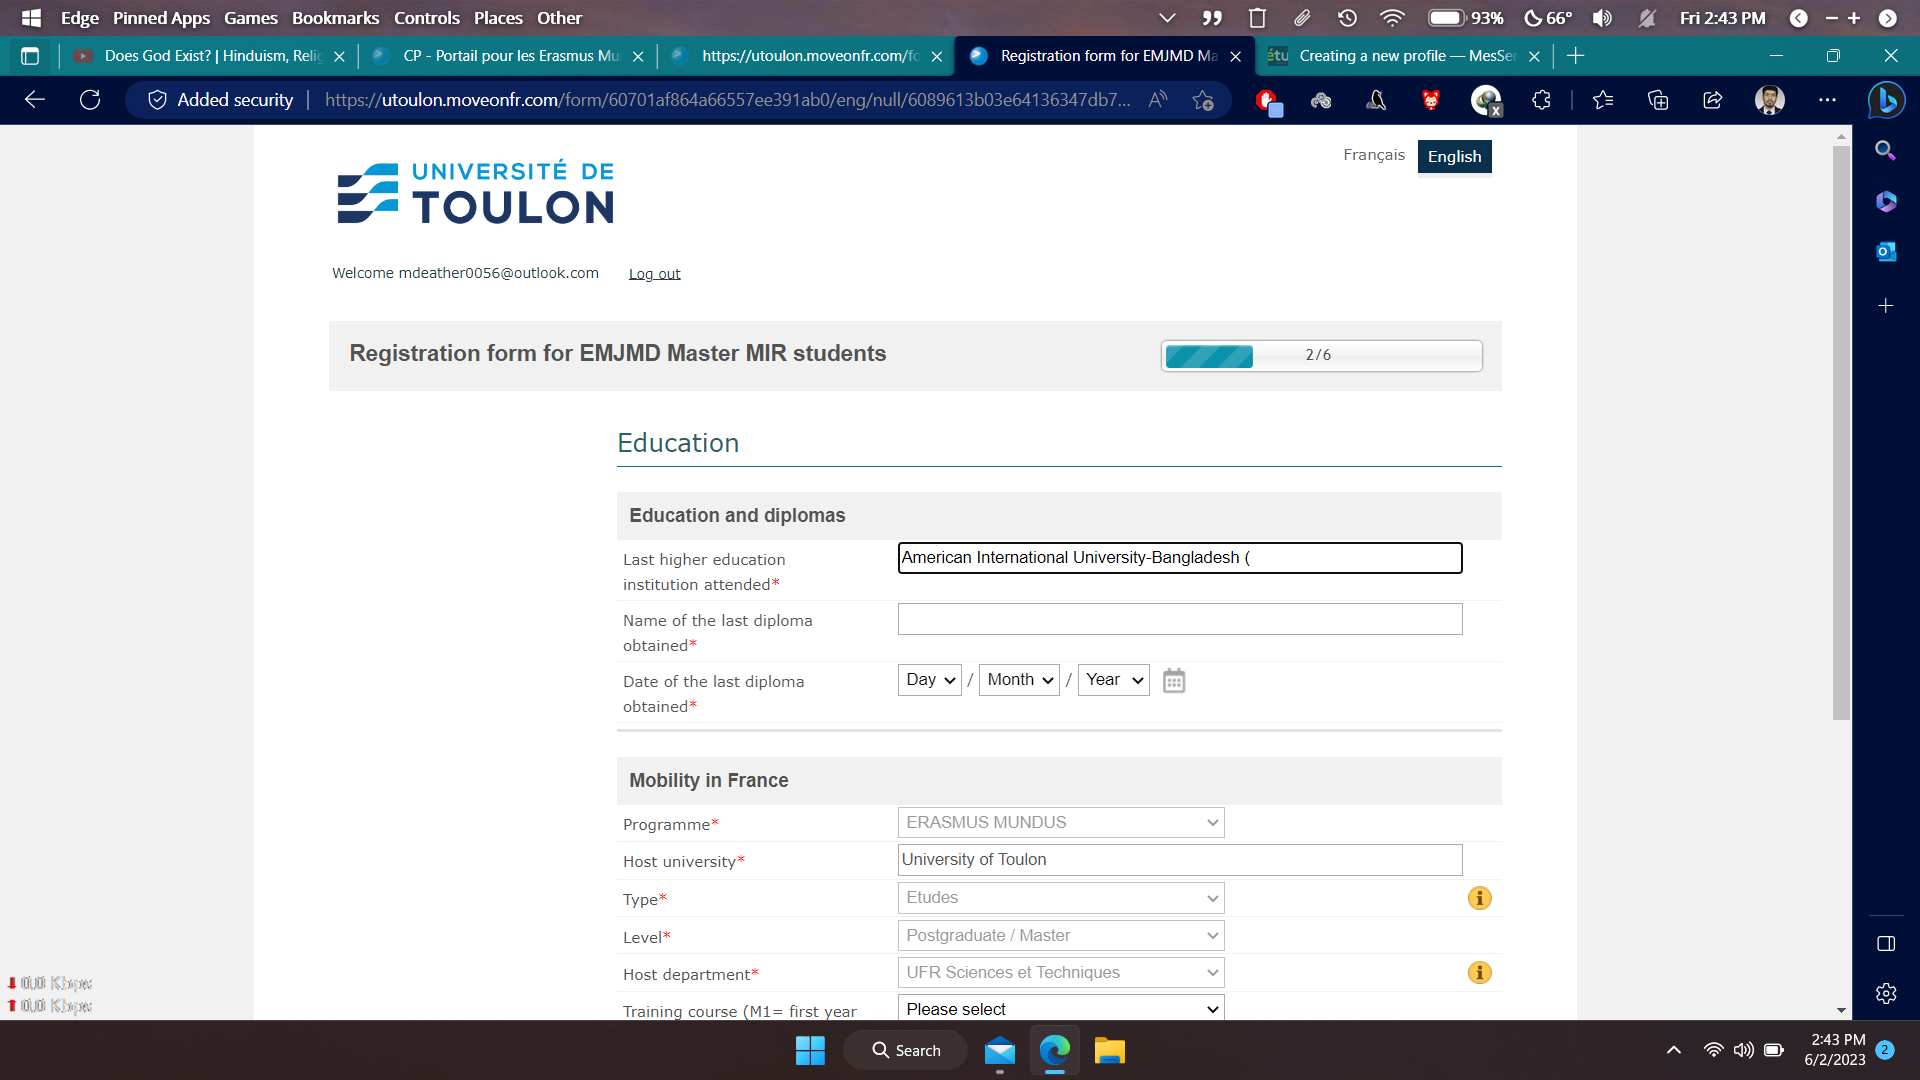 Edge Pinned Apps Games Bookmarks Controls Places Other 93% 66° Fri 2:43 PM
Does God Exist? | Hinduism, Relig CP - Portail pour les Erasmus Mu https://utoulon.moveonfr.com/fo Registration form for EMJMD Ma étu Creating a new profile — MesSer
Added security https://utoulon.moveonfr.com/form/60701af864a66557ee391ab0/eng/null/6089613b03e64136347db7...
Français English
UNIVERSITÉ DE
TOULON
Welcome mdeather0056@outlook.com Log out
Registration form for EMJMD Master MIR students 2/6
Education
Education and diplomas
Last higher education
institution attended*
American International University-Bangladesh (
Name of the last diploma
obtained*
Date of the last diploma
obtained*
Day / Month / Year
Mobility in France
Programme* ERASMUS MUNDUS
Host university* University of Toulon
Type* Etudes
Level* Postgraduate / Master
Host department* UFR Sciences et Techniques
Training course (M1= first year Please select
0.0 Kbps
0.0 Kbps
Search
2:43 PM
6/2/2023 2